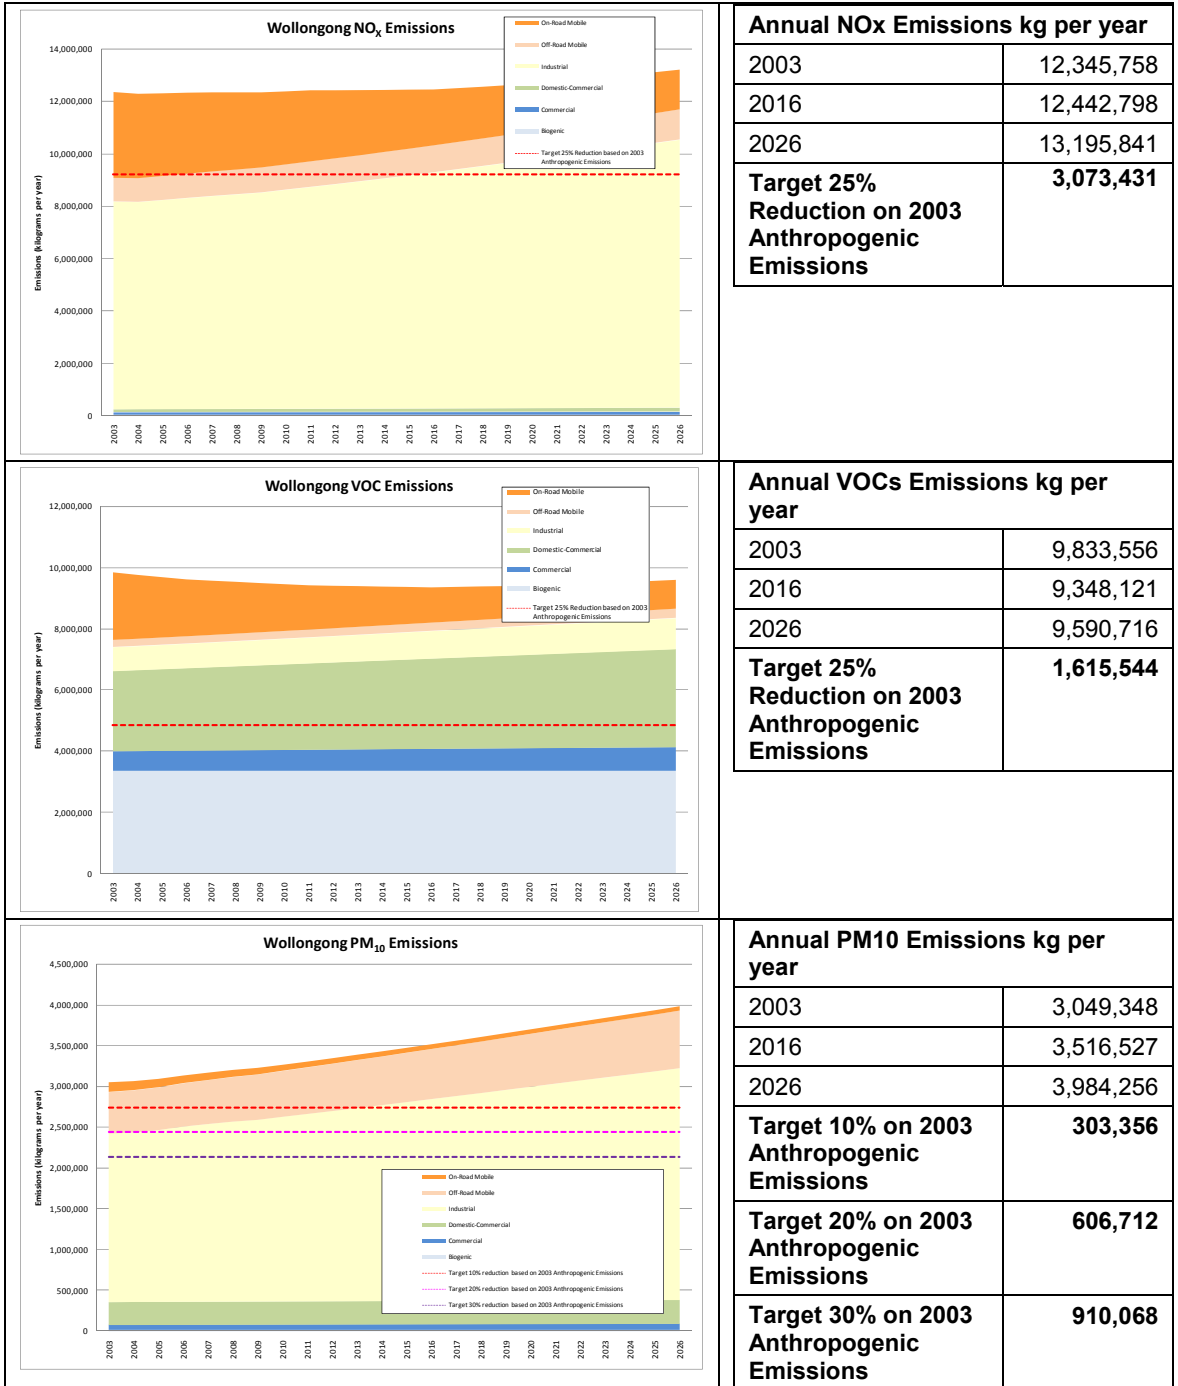 Wollongong NOX Emissions
On-Road Mobile
Off-Road Mobile
Industrial
Domestic-Commercial
Commercial
Biogenic
Target 25% Reduction based on 2003
Anthropogenic Emissions
14,000,000
12,000,000
10,000,000
8,000,000
6,000,000
4,000,000
2,000,000
0
Emissions (kilograms per year)
2003 2004 2005 2006 2007 2008 2009 2010 2011 2012 2013 2014 2015 2016 2017 2018 2019 2020 2021 2022 2023 2024 2025 2026
Annual NOx Emissions kg per year
2003 12,345,758
2016 12,442,798
2026 13,195,841
Target 25% 3,073,431
Reduction on 2003
Anthropogenic
Emissions
Wollongong VOC Emissions
On-Road Mobile
Off-Road Mobile
Industrial
Domestic-Commercial
Commercial
Biogenic
Target 25% Reduction based on 2003
Anthropogenic Emissions
12,000,000
10,000,000
8,000,000
6,000,000
4,000,000
2,000,000
0
Emissions (kilograms per year)
2003 2004 2005 2006 2007 2008 2009 2010 2011 2012 2013 2014 2015 2016 2017 2018 2019 2020 2021 2022 2023 2024 2025 2026
Annual VOCs Emissions kg per
year
2003 9,833,556
2016 9,348,121
2026 9,590,716
Target 25% 1,615,544
Reduction on 2003
Anthropogenic
Emissions
Wollongong PM10 Emissions
4,500,000
4,000,000
3,500,000
3,000,000
2,500,000
2,000,000
1,500,000
1,000,000
500,000
0
Emissions (kilograms per year)
On-Road Mobile
Off-Road Mobile
Industrial
Domestic-Commercial
Commercial
Biogenic
Target 10% reduction based on 2003 Anthropogenic Emissions
Target 20% reduction based on 2003 Anthropogenic Emissions
Target 30% reduction based on 2003 Anthropogenic Emissions
2003 2004 2005 2006 2007 2008 2009 2010 2011 2012 2013 2014 2015 2016 2017 2018 2019 2020 2021 2022 2023 2024 2025 2026
Annual PM10 Emissions kg per
year
2003 3,049,348
2016 3,516,527
2026 3,984,256
Target 10% on 2003 303,356
Anthropogenic
Emissions
Target 20% on 2003 606,712
Anthropogenic
Emissions
Target 30% on 2003 910,068
Anthropogenic
Emissions